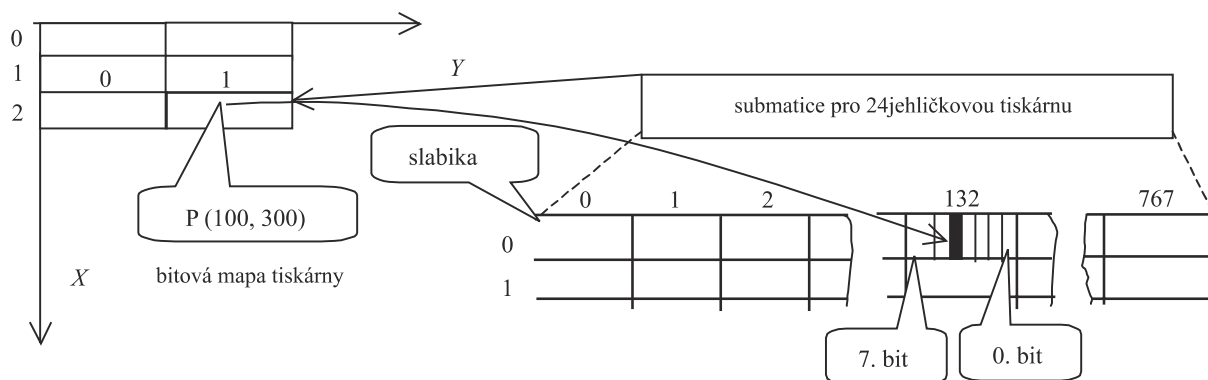 0
1
2
0 1
Y
submatice pro 24jehličkovou tiskárnu
slabika
P (100, 300)
X
bitová mapa tiskárny
0 1 2 132 767
0
1
7. bit
0. bit